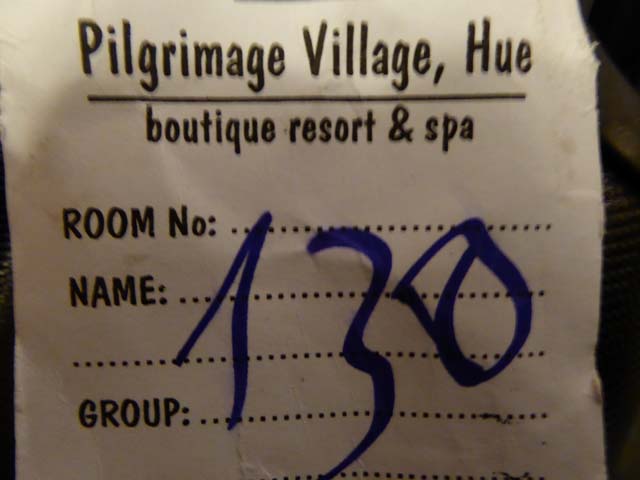 Pilgrimage Village, Hue
boutique resort & spa
ROOM No: 130
NAME:
GROUP: